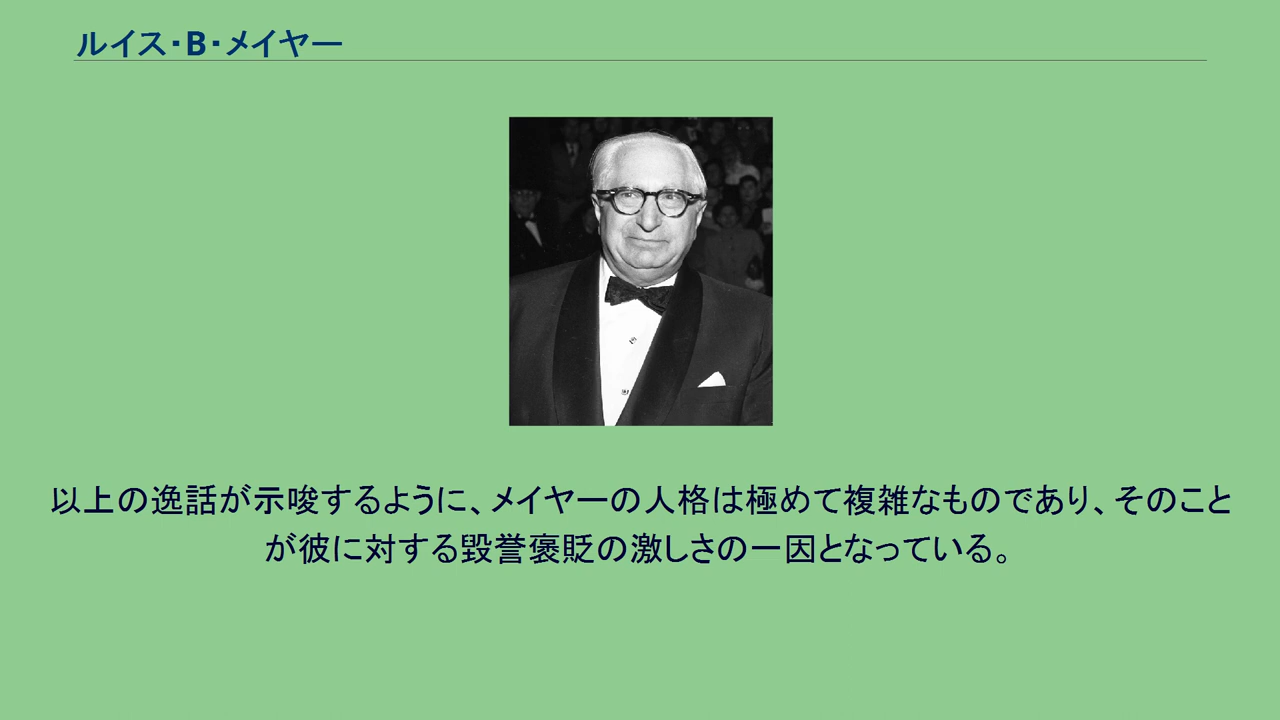 ルイス・B・メイヤー
以上の逸話が示唆するように、メイヤーの人格は極めて複雑なものであり、そのこと
が彼に対する毀誉褒貶の激しさの一因となっている。